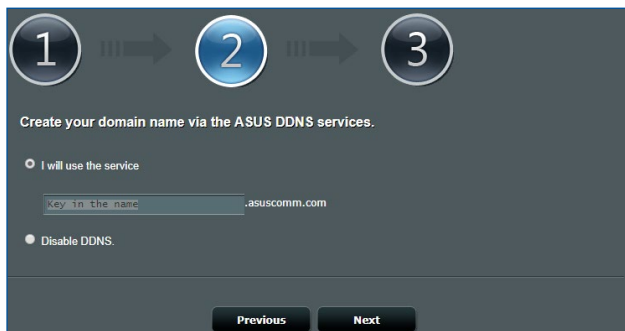 1 2 3
Create your domain name via the ASUS DDNS services.
I will use the service
Key in the name .asuscomm.com
Disable DDNS.
Previous Next